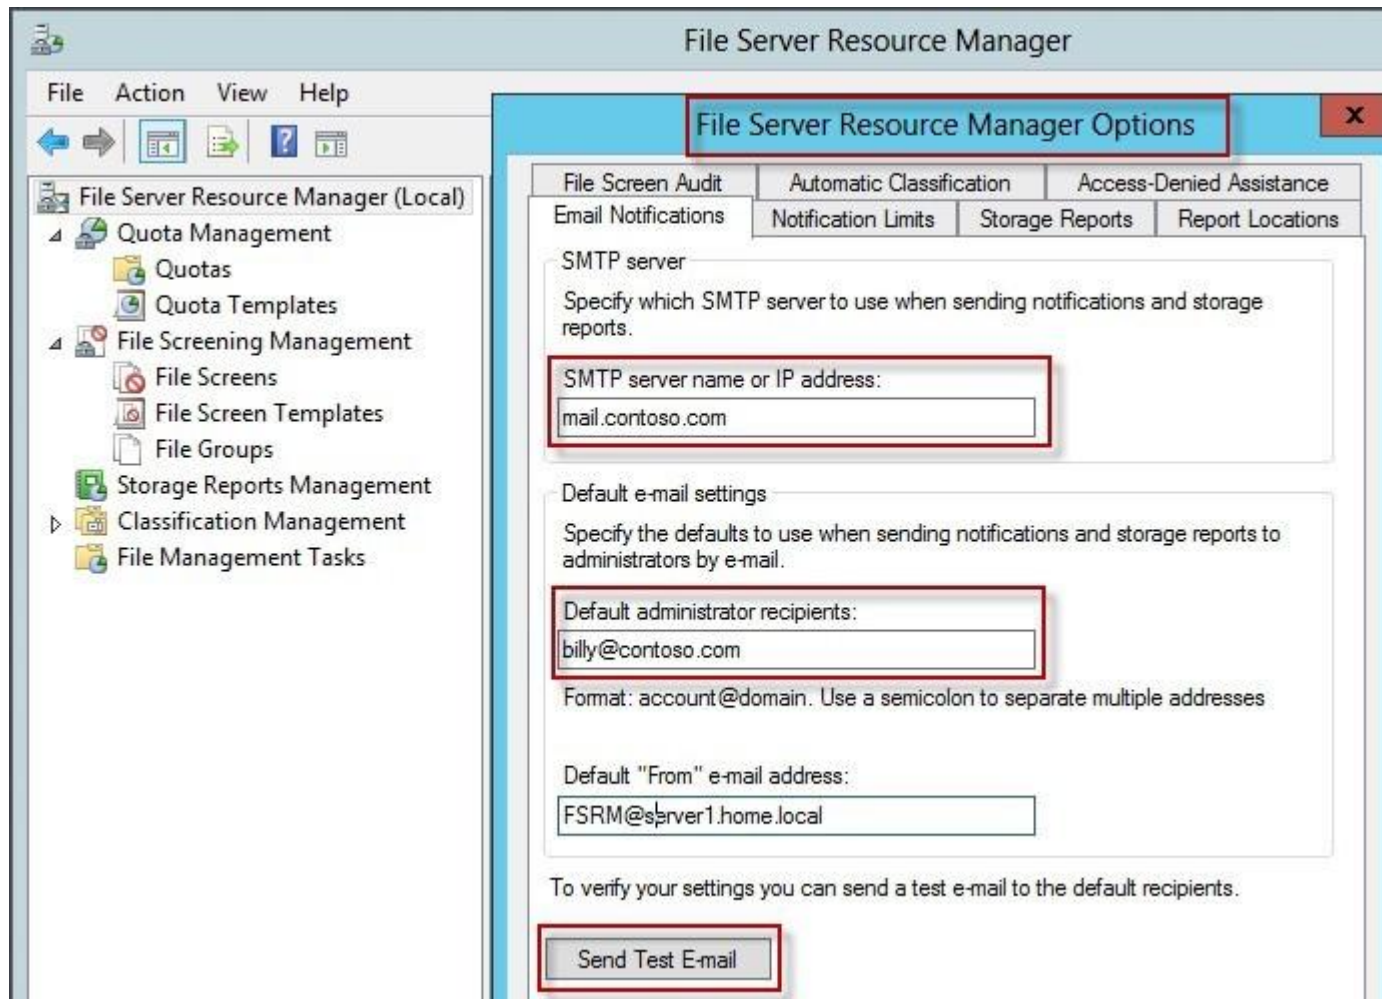 File Server Resource Manager
File Action View Help
File Server Resource Manager (Local)
Quota Management
Quotas
Quota Templates
File Screening Management
File Screens
File Screen Templates
File Groups
Storage Reports Management
Classification Management
File Management Tasks
File Server Resource Manager Options
x
File Screen Audit Automatic Classification Access-Denied Assistance
Email Notifications Notification Limits Storage Reports Report Locations
SMTP server
Specify which SMTP server to use when sending notifications and storage
reports.
SMTP server name or IP address:
mail.contoso.com
Default e-mail settings
Specify the defaults to use when sending notifications and storage reports to
administrators by e-mail.
Default administrator recipients:
billy@contoso.com
Format: account@domain. Use a semicolon to separate multiple addresses
Default "From" e-mail address:
FSRM@server1.home.local
To verify your settings you can send a test e-mail to the default recipients.
Send Test E-mail